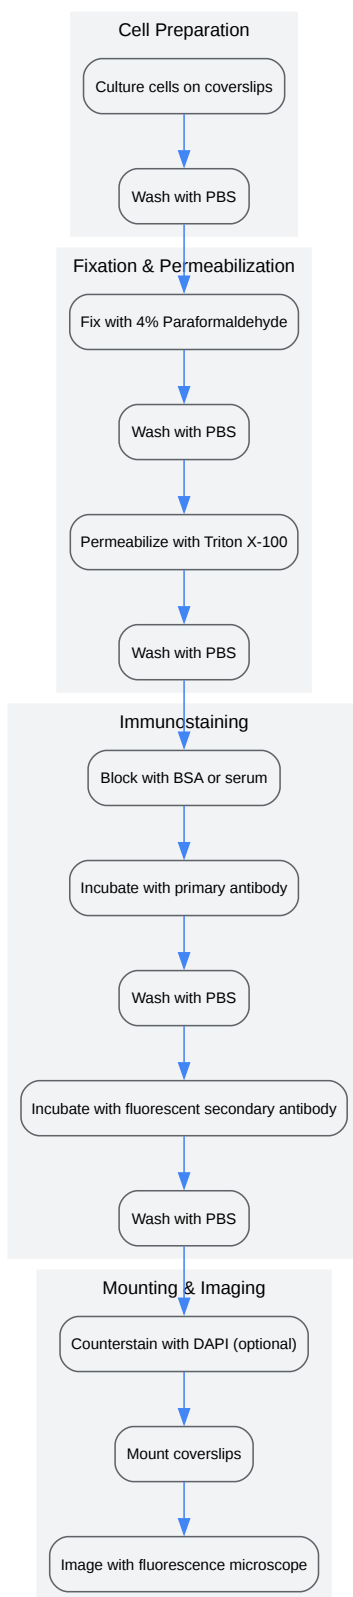 Cell Preparation
Culture cells on coverslips
Wash with PBS
Fixation & Permeabilization
Fix with 4% Paraformaldehyde
Wash with PBS
Permeabilize with Triton X-100
Wash with PBS
Immunostaining
Block with BSA or serum
Incubate with primary antibody
Wash with PBS
Incubate with fluorescent secondary antibody
Wash with PBS
Mounting & Imaging
Counterstain with DAPI (optional)
Mount coverslips
Image with fluorescence microscope